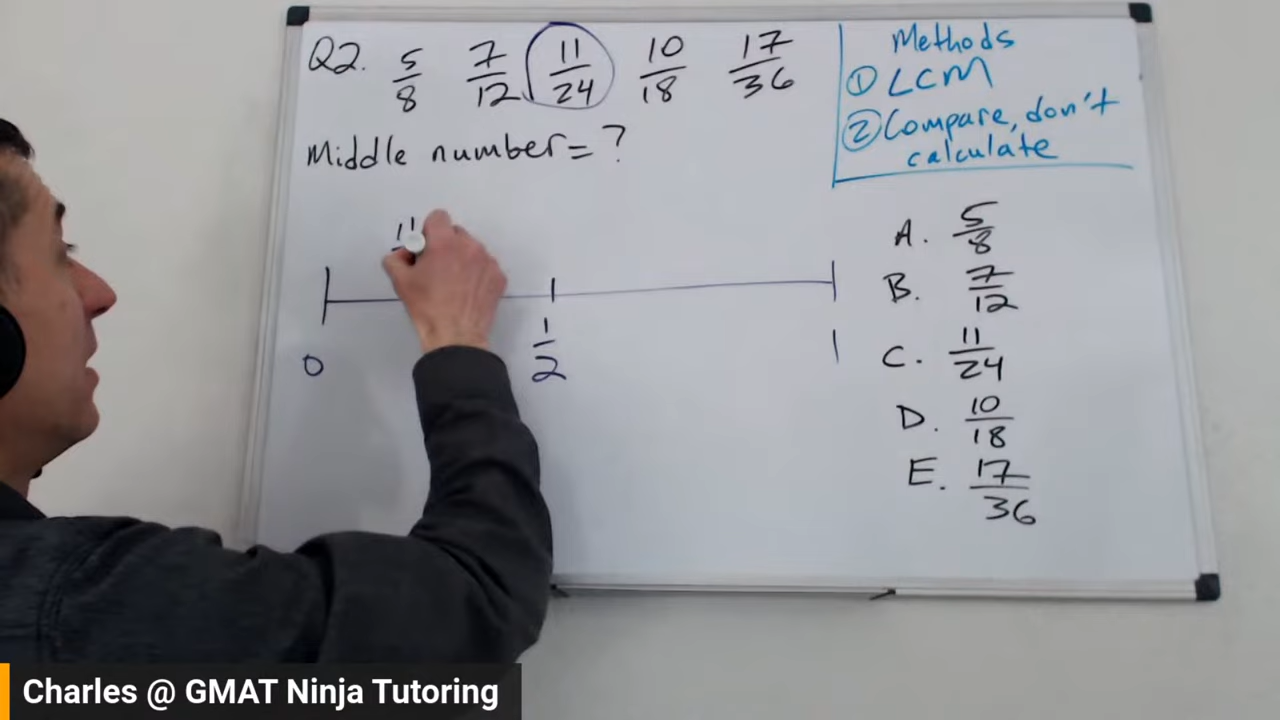 Q2. 5/8 7/12 11/24 10/18 17/36
Middle number = ?
Methods
① LCM
② Compare, don't
calculate
11
0 1/2 1
A. 5/8
B. 7/12
C. 11/24
D. 10/18
E. 17/36
Charles @ GMAT Ninja Tutoring